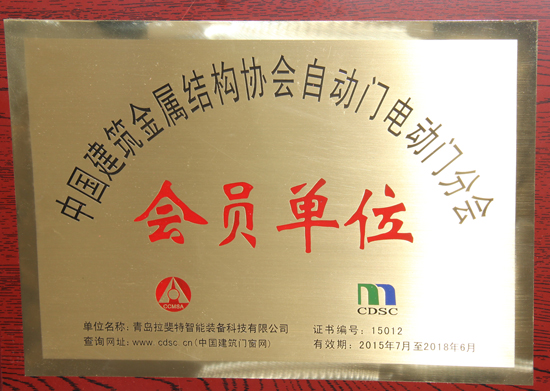 中国建筑金属结构协会自动门电动门分会
会员单位
CCMSA
CDSC
单位名称:青岛拉斐特智能装备科技有限公司
证书编号:15012
查询网址:www.cdsc.cn(中国建筑门窗网)
有效期:2015年7月至2018年6月